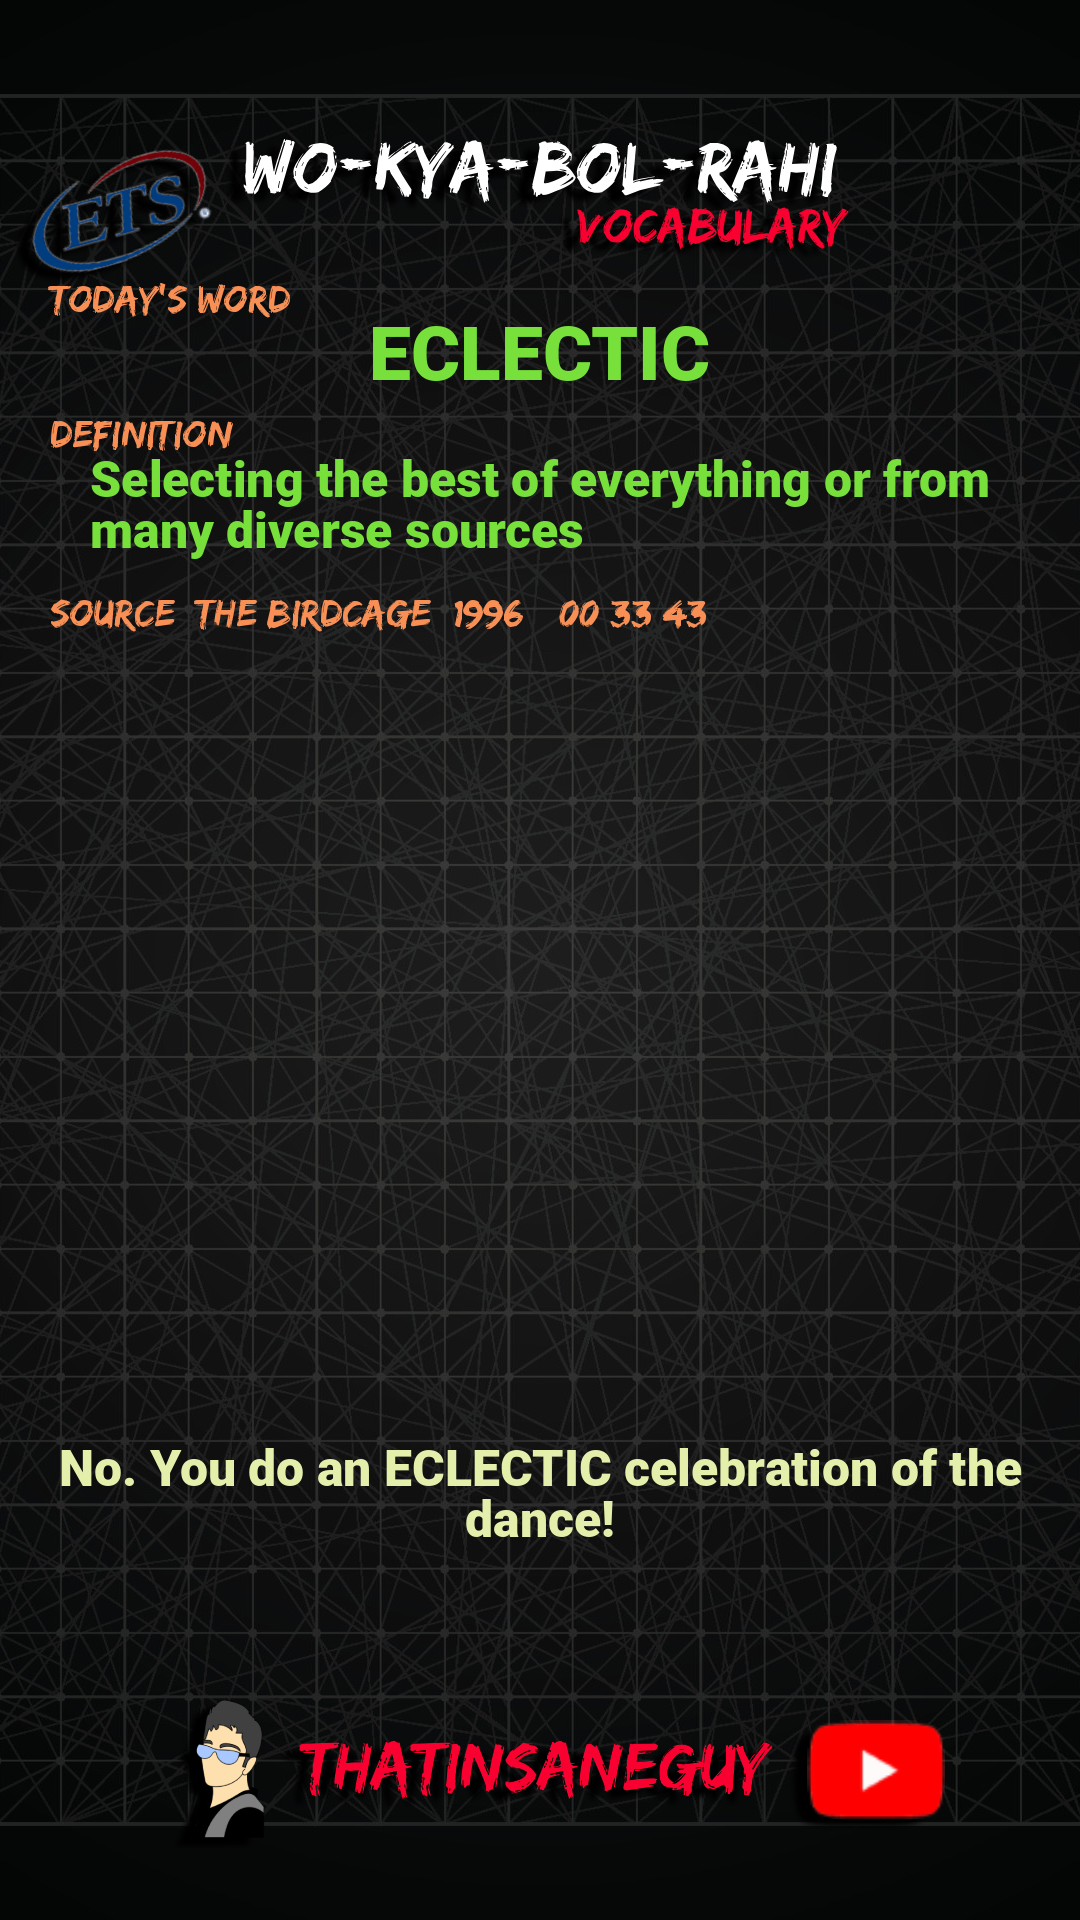 ETS
WO-KYA-BOL-RAHI
VOCABULARY
TODAY'S WORD
ECLECTIC
DEFINITION
Selecting the best of everything or from
many diverse sources
SOURCE THE BIRDCAGE 1996 00 33 43
No. You do an ECLECTIC celebration of the
dance!
THATINSANEGUY